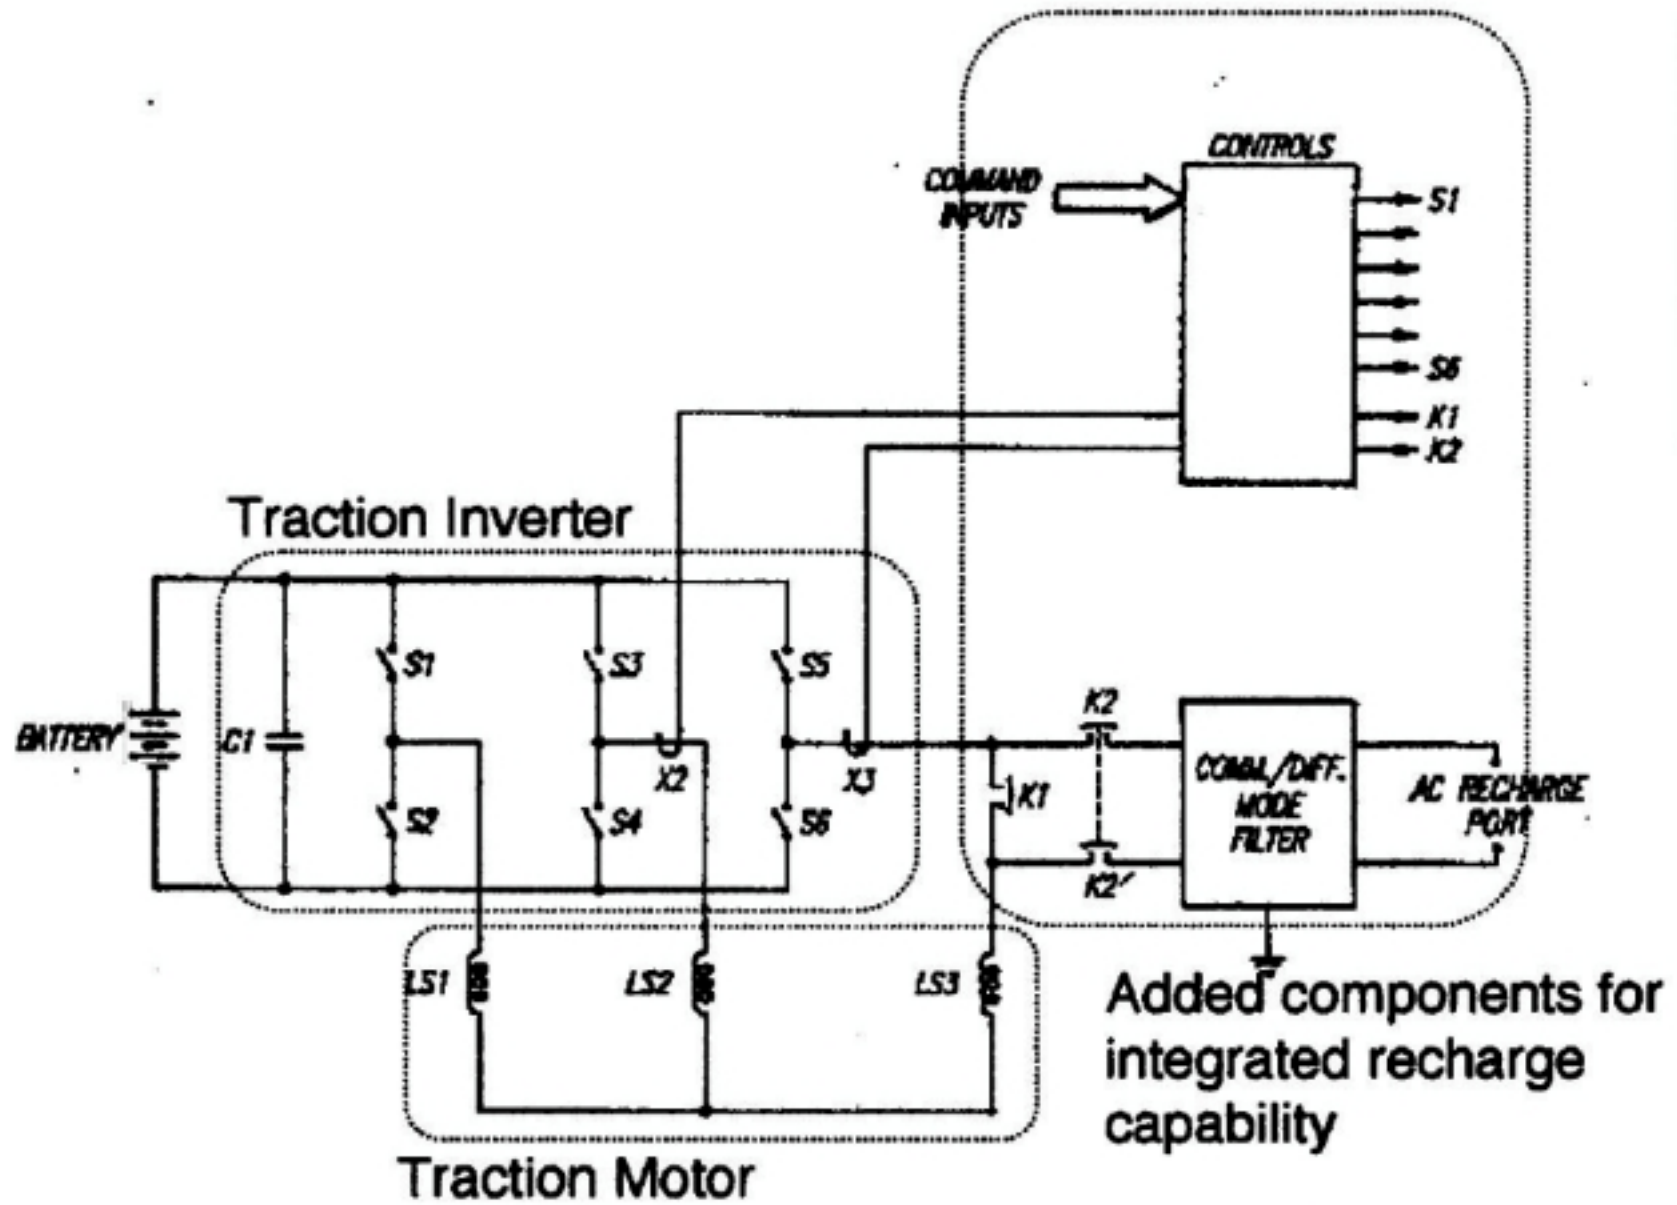 CONTROLS
COMMAND
INPUTS
S1
S6
K1
K2
Traction Inverter
BATTERY
C1
S1
S3
S5
S2
S4
S6
X2
X3
K2
K1
K2'
COMM./DIFF.
MODE
FILTER
AC RECHARGE
PORT
LS1
LS2
LS3
Added components for
integrated recharge
capability
Traction Motor